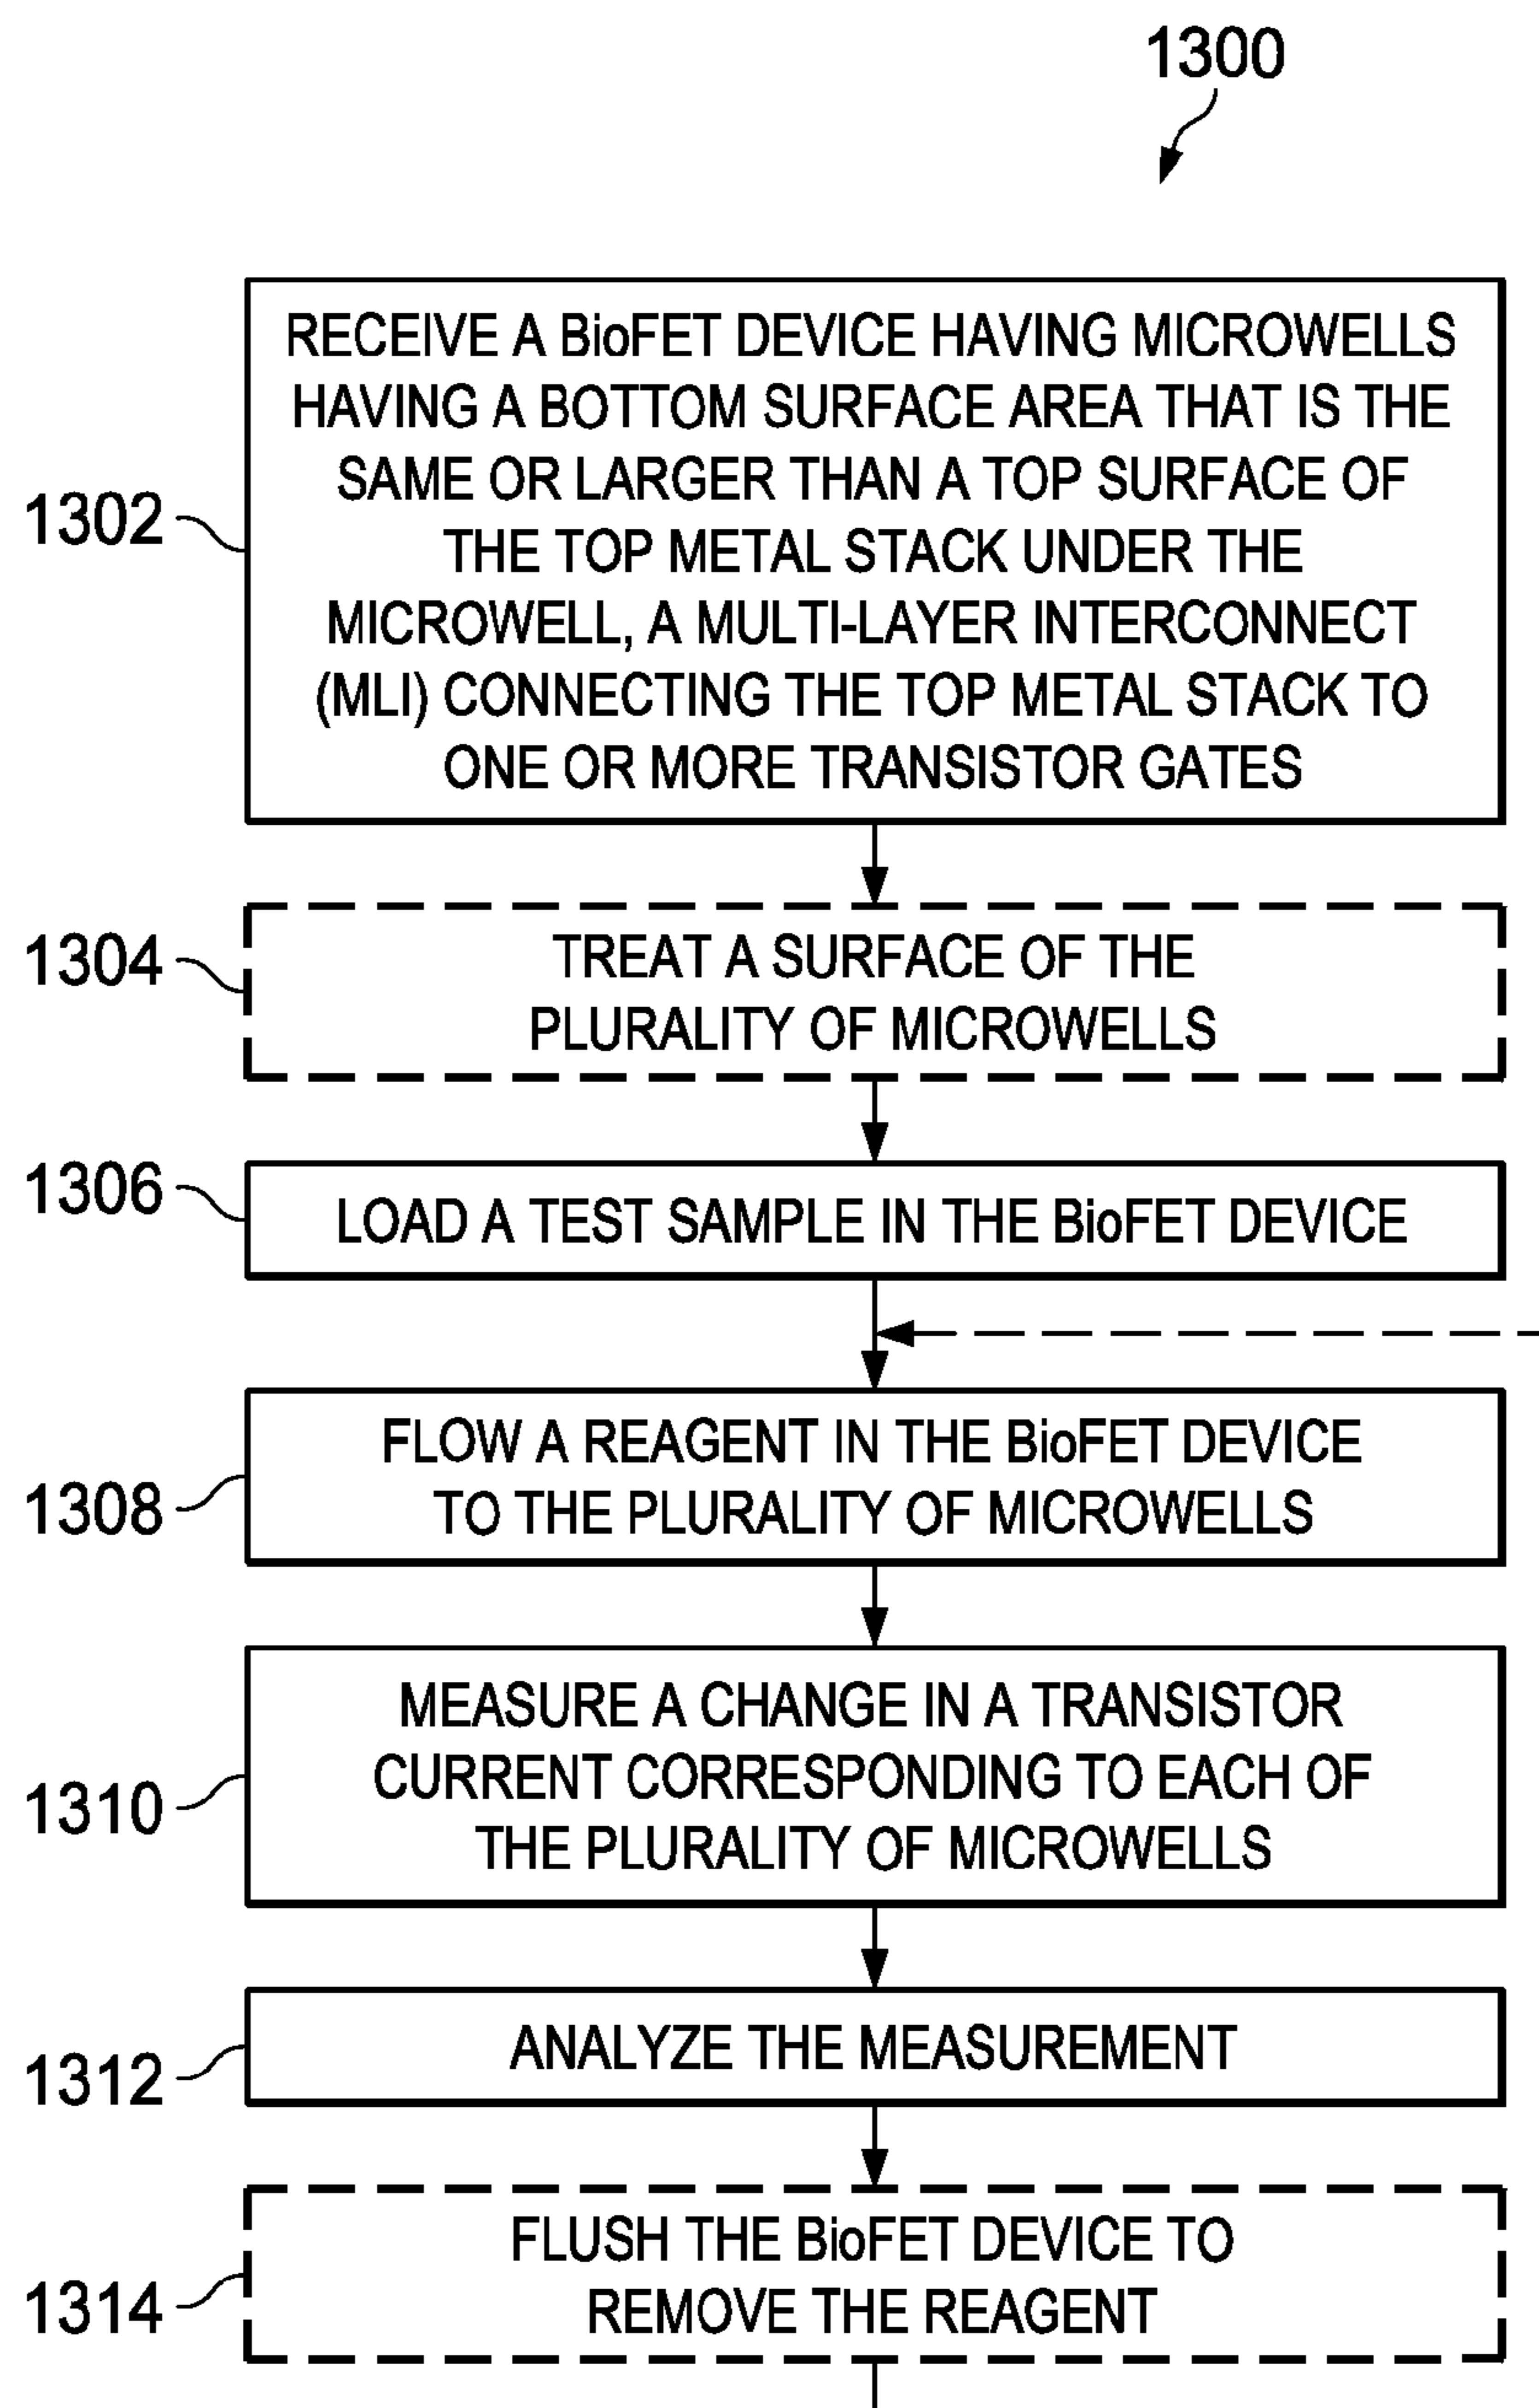 1300
RECEIVE A BioFET DEVICE HAVING MICROWELLS
HAVING A BOTTOM SURFACE AREA THAT IS THE
SAME OR LARGER THAN A TOP SURFACE OF
THE TOP METAL STACK UNDER THE
MICROWELL, A MULTI-LAYER INTERCONNECT
(MLI) CONNECTING THE TOP METAL STACK TO
ONE OR MORE TRANSISTOR GATES
1302
TREAT A SURFACE OF THE
PLURALITY OF MICROWELLS
1304
LOAD A TEST SAMPLE IN THE BioFET DEVICE
1306
FLOW A REAGENT IN THE BioFET DEVICE
TO THE PLURALITY OF MICROWELLS
1308
MEASURE A CHANGE IN A TRANSISTOR
CURRENT CORRESPONDING TO EACH OF
THE PLURALITY OF MICROWELLS
1310
ANALYZE THE MEASUREMENT
1312
FLUSH THE BioFET DEVICE TO
REMOVE THE REAGENT
1314